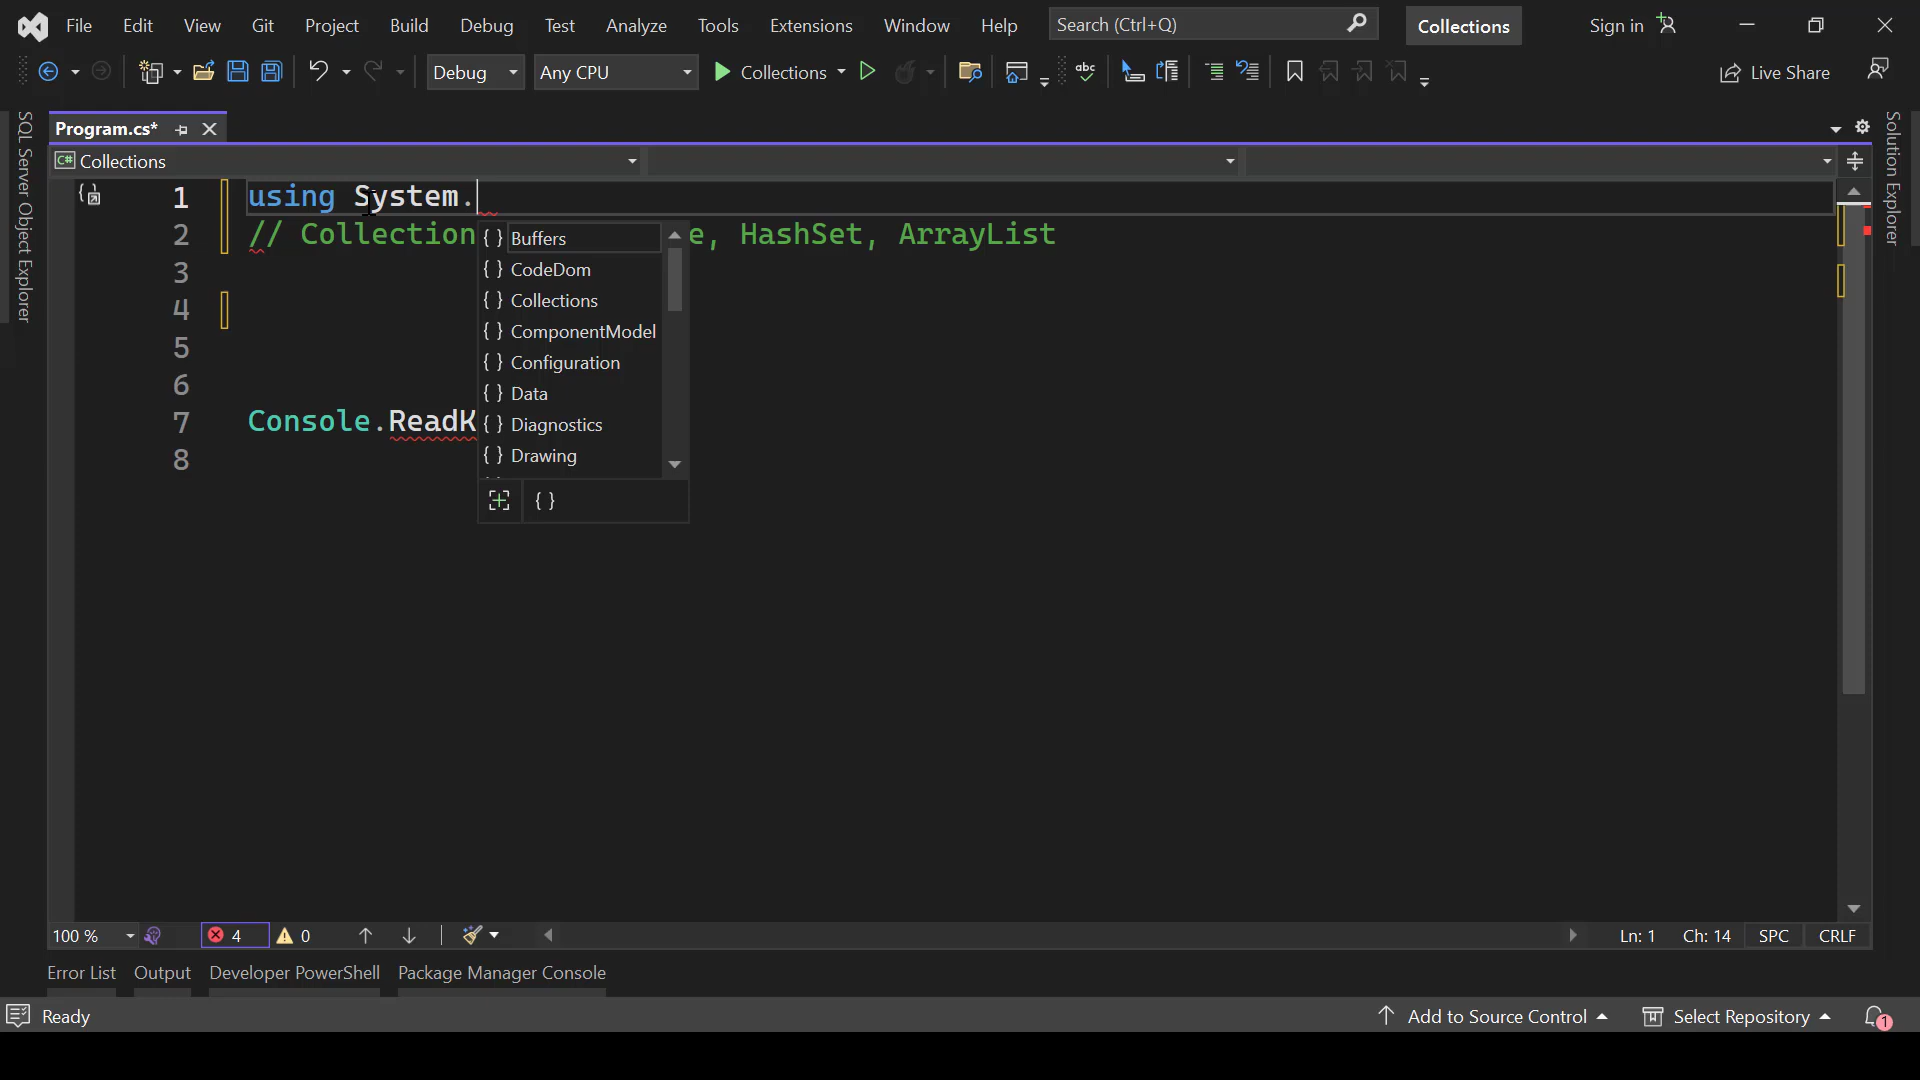 File Edit View Git Project Build Debug Test Analyze Tools Extensions Window Help Search (Ctrl+Q) Collections Sign in
Debug Any CPU Collections abc Live Share
SQL Server Object Explorer
Program.cs*
Solution Explorer
C# Collections
1 using System.
2 // Collection e, HashSet, ArrayList
3
4
5
6
7 Console.ReadK
8
{ } Buffers
{ } CodeDom
{ } Collections
{ } ComponentModel
{ } Configuration
{ } Data
{ } Diagnostics
{ } Drawing
{ }
100 % 4 0 Ln: 1 Ch: 14 SPC CRLF
Error List Output Developer PowerShell Package Manager Console
Ready Add to Source Control Select Repository 1